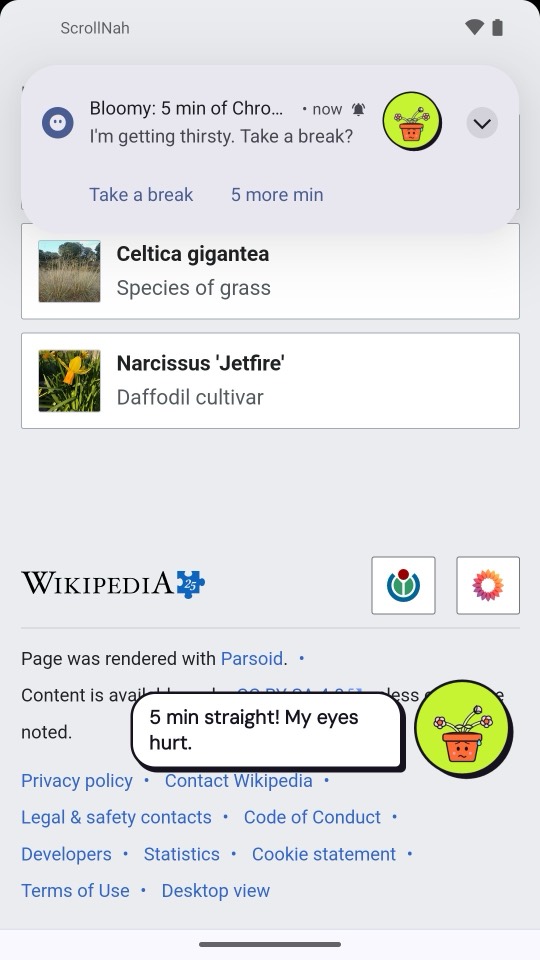 ScrollNah
Bloomy: 5 min of Chro… • now
I'm getting thirsty. Take a break?
Take a break 5 more min
Celtica gigantea
Species of grass
Narcissus 'Jetfire'
Daffodil cultivar
WIKIPEDIA 25
Page was rendered with Parsoid. •
Content is
noted.
5 min straight! My eyes
hurt.
Privacy policy • Contact Wikipedia •
Legal & safety contacts • Code of Conduct •
Developers • Statistics • Cookie statement •
Terms of Use • Desktop view